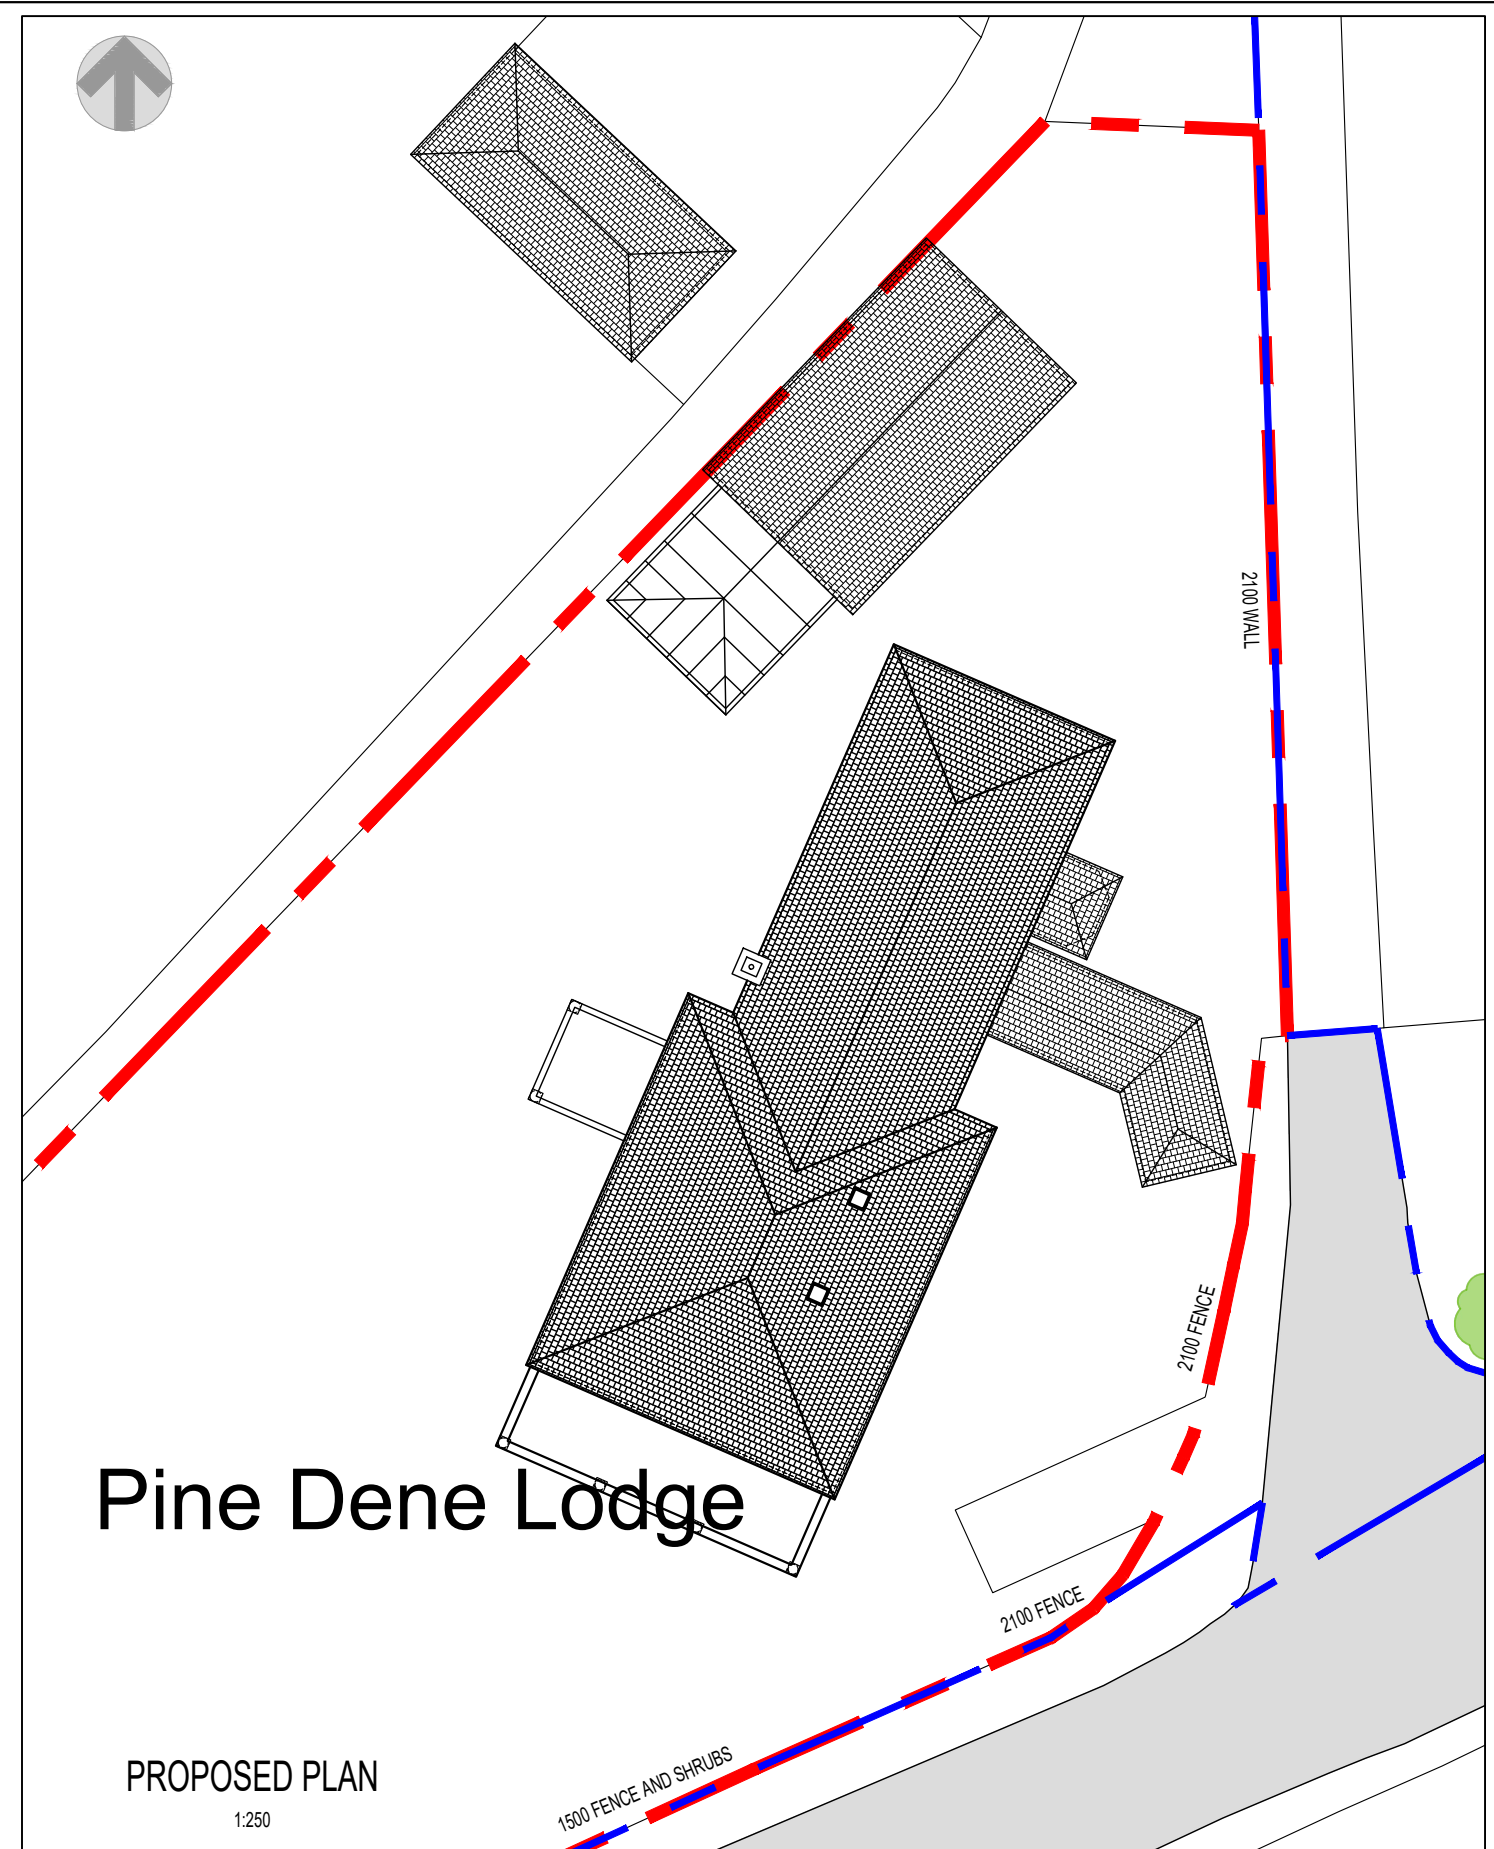 2100 WALL
2100 FENCE
Pine Dene Lodge
2100 FENCE
1500 FENCE AND SHRUBS
PROPOSED PLAN
1:250